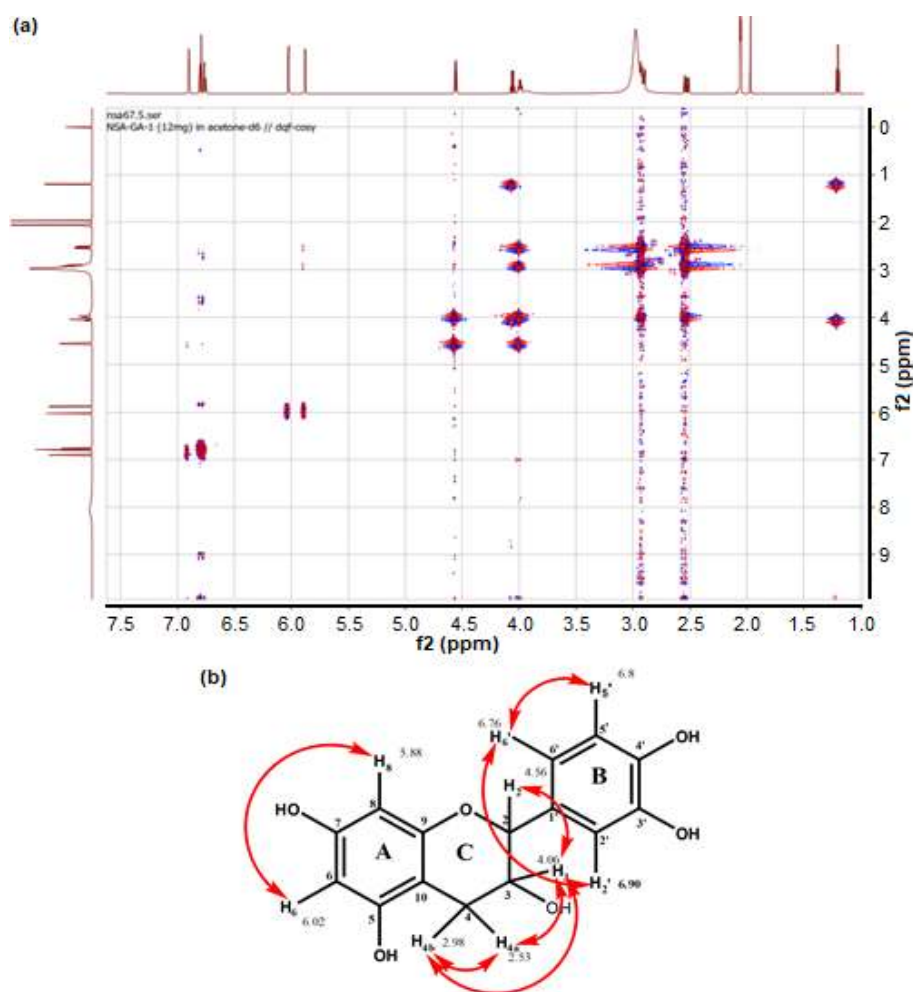 (a)
nsa67.5.ser
NSA-GA-1 (12mg) in acetone-d6 // dqf-cosy
0
1
2
3
4
5
6
7
8
9
f2 (ppm)
7.5 7.0 6.5 6.0 5.5 5.0 4.5 4.0 3.5 3.0 2.5 2.0 1.5 1.0
f2 (ppm)
(b)
H5' 6.8
6.76 H6' 6' 5' 4' OH
5.88 H8 4.56 B
H2 1' 3' OH
HO 7 8 9 O 2 2'
A C 4.00 H3 H2' 6.90
6 5 10 4 3 OH
H6 6.02
OH H4b 2.98 H4a 2.53